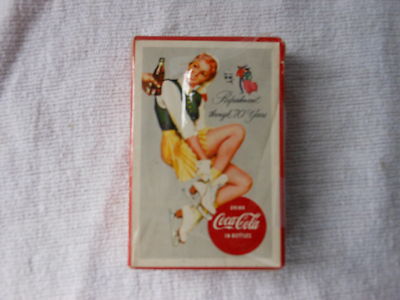 Refreshment
through 70 Years
DRINK
Coca-Cola
IN BOTTLES